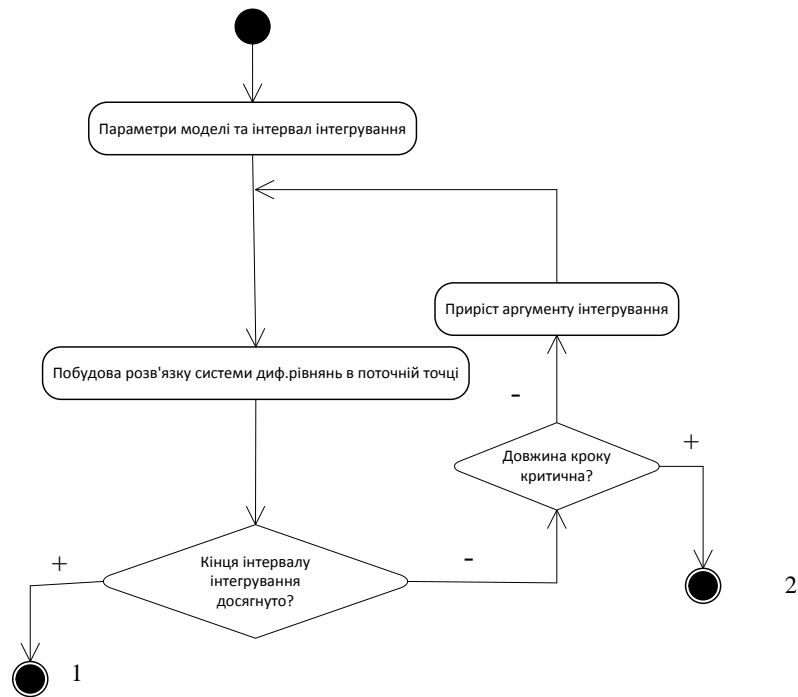 Параметри моделі та інтервал інтегрування
Приріст аргументу інтегрування
Побудова розв'язку системи диф.рівнянь в поточній точці
-
+
Довжина кроку
критична?
+
-
Кінця інтервалу
інтегрування
досягнуто?
2
1